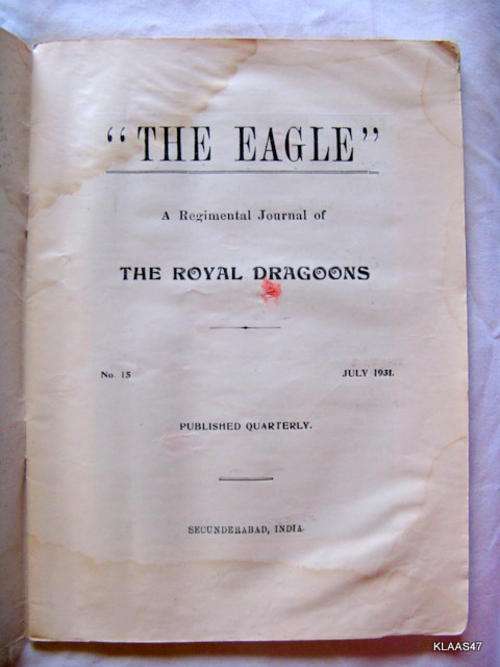 "THE EAGLE"
A Regimental Journal of
THE ROYAL DRAGOONS
No. 15 JULY 1931.
PUBLISHED QUARTERLY.
SECUNDERABAD, INDIA.
KLAAS47